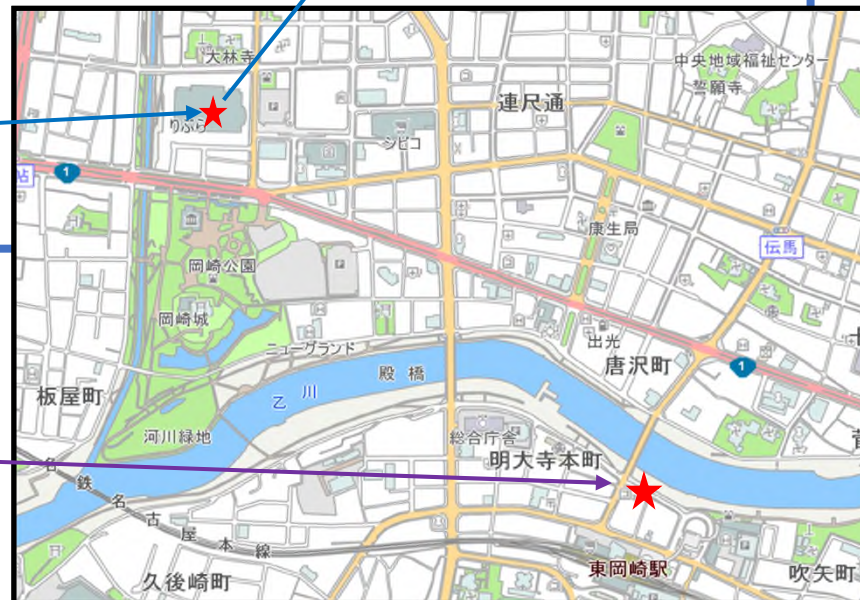 大林寺
中央地域福祉センター
誓願寺
連尺通
りぶら
シビコ
1
康生局
伝馬
岡崎公園
岡崎城
ニューグランド
出光
唐沢町
1
殿橋
乙川
板屋町
河川緑地
総合庁舎
明大寺本町
名鉄名古屋本線
東岡崎駅
久後崎町
吹矢町